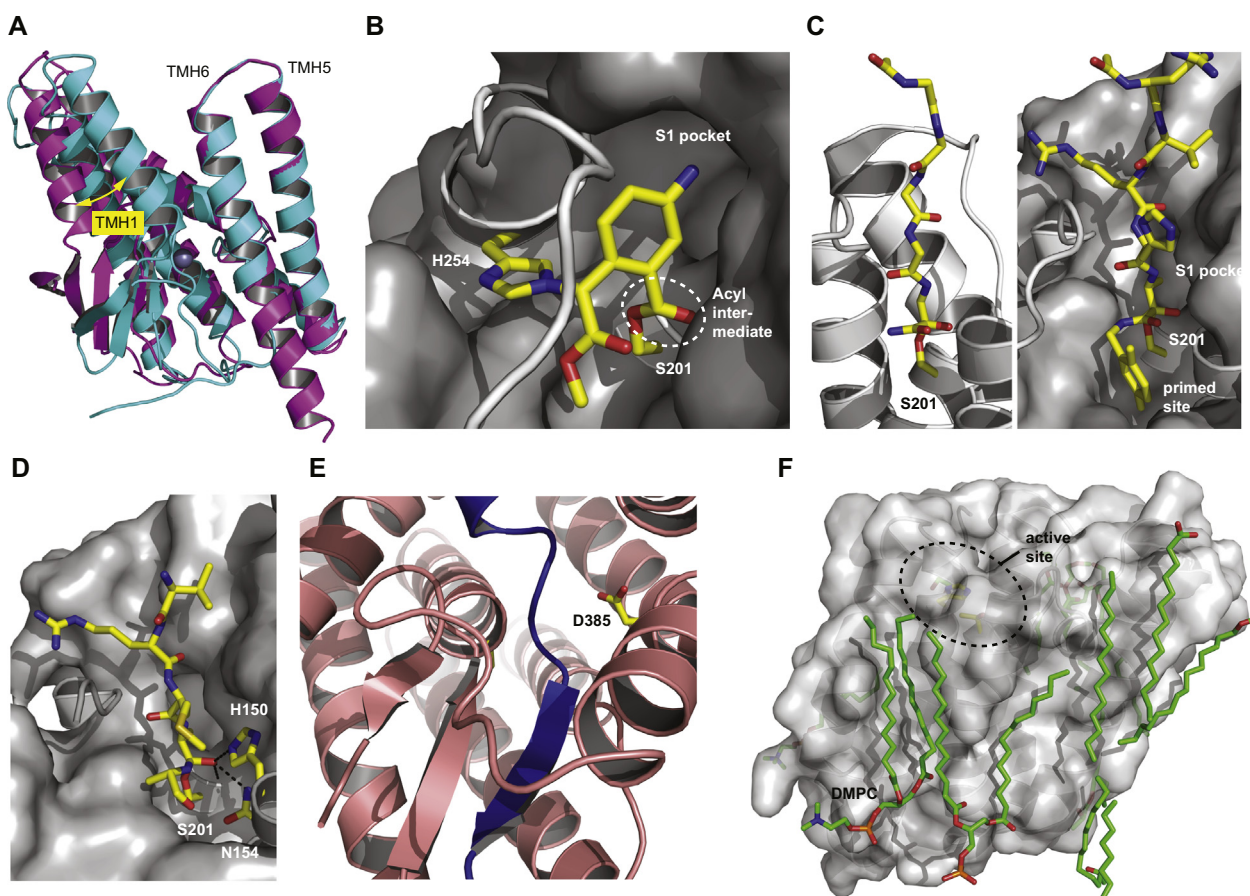 A
TMH6
TMH5
TMH1
B
S1 pocket
H254
Acyl
inter-
mediate
S201
C
S201
S1 pocke
S201
primed
site
D
H150
S201
N154
E
D385
F
active
site
DMPC